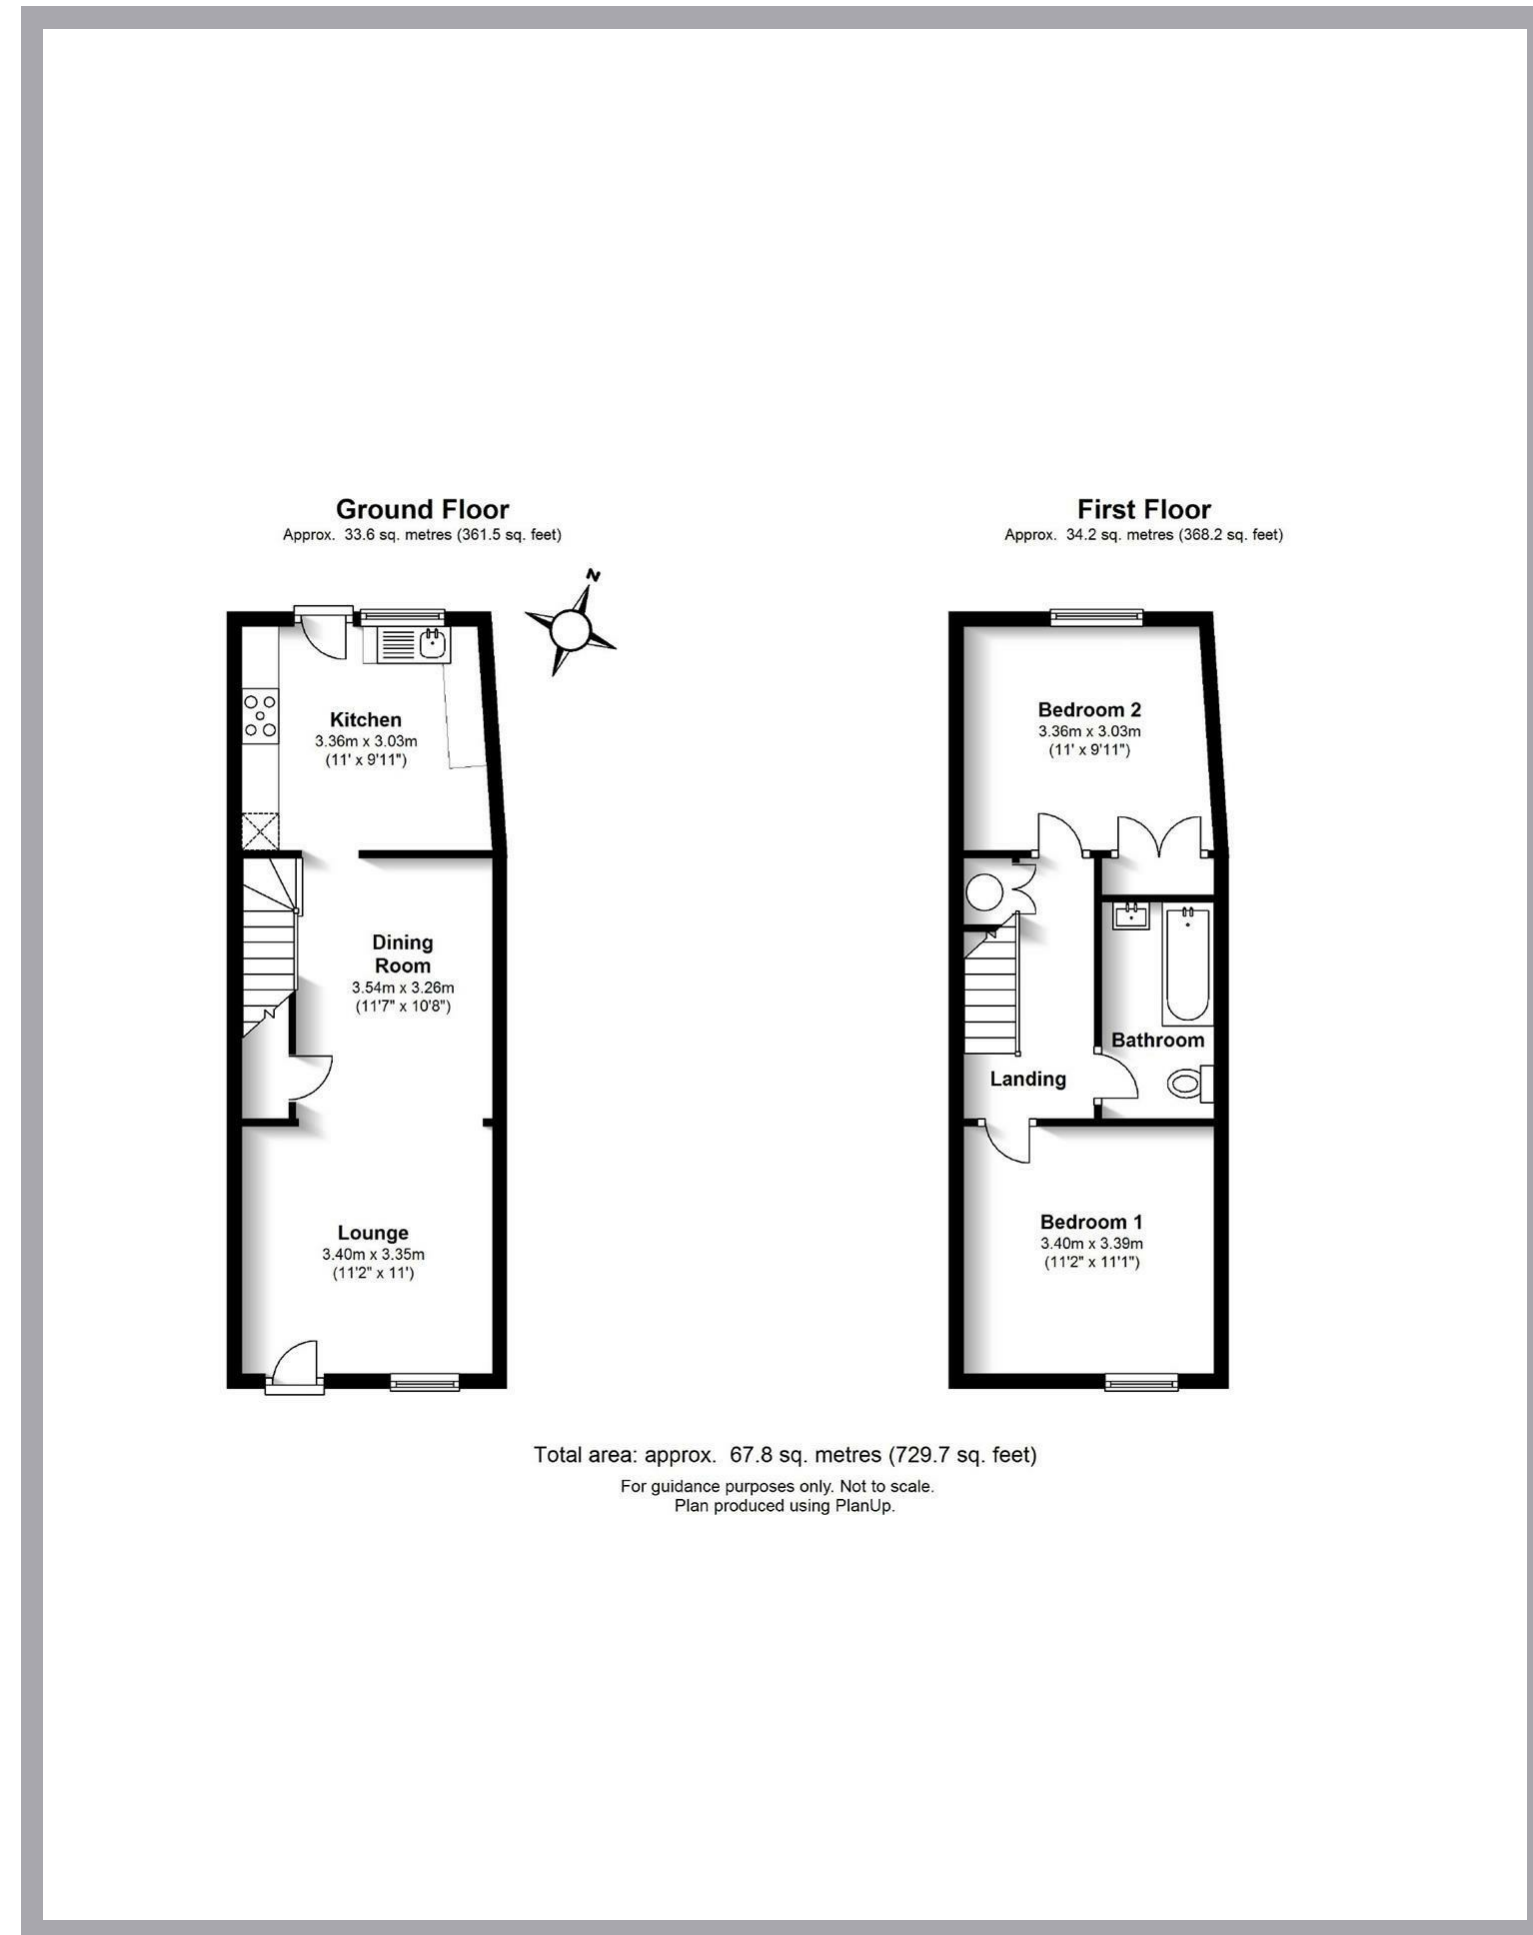 Ground Floor
Approx.  33.6 sq. metres (361.5 sq. feet)
N
Kitchen
3.36m x 3.03m
(11' x 9'11")
Dining
Room
3.54m x 3.26m
(11'7" x 10'8")
Lounge
3.40m x 3.35m
(11'2" x 11')
First Floor
Approx.  34.2 sq. metres (368.2 sq. feet)
Bedroom 2
3.36m x 3.03m
(11' x 9'11")
Bathroom
Landing
Bedroom 1
3.40m x 3.39m
(11'2" x 11'1")
Total area: approx.  67.8 sq. metres (729.7 sq. feet)
For guidance purposes only. Not to scale.
Plan produced using PlanUp.